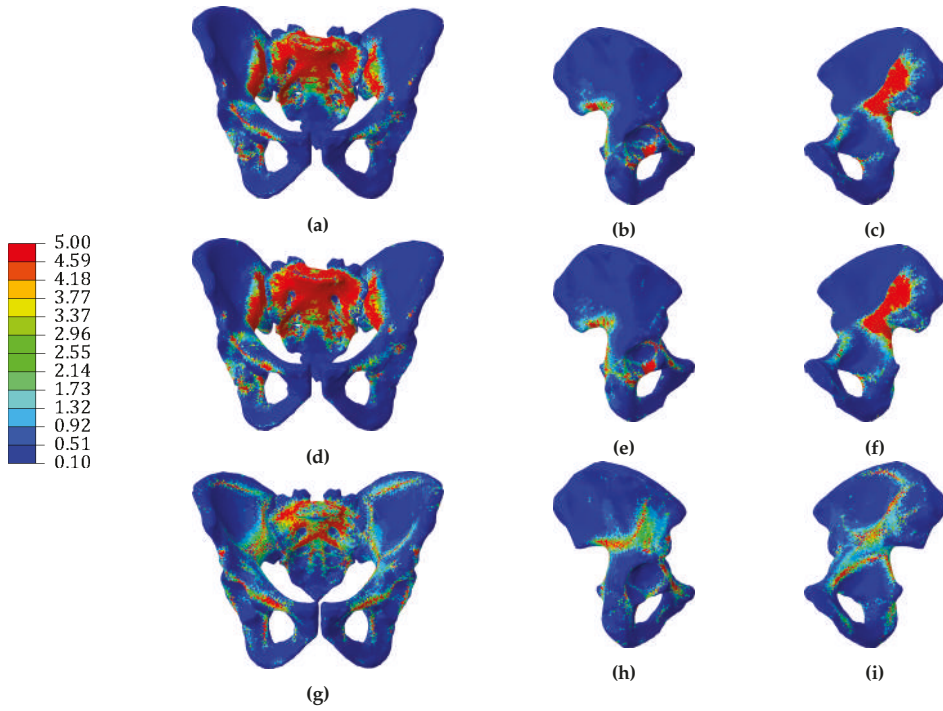 (a)
(b)
(c)
5.00
4.59
4.18
3.77
3.37
2.96
2.55
2.14
1.73
1.32
0.92
0.51
0.10
(d)
(e)
(f)
(g)
(h)
(i)